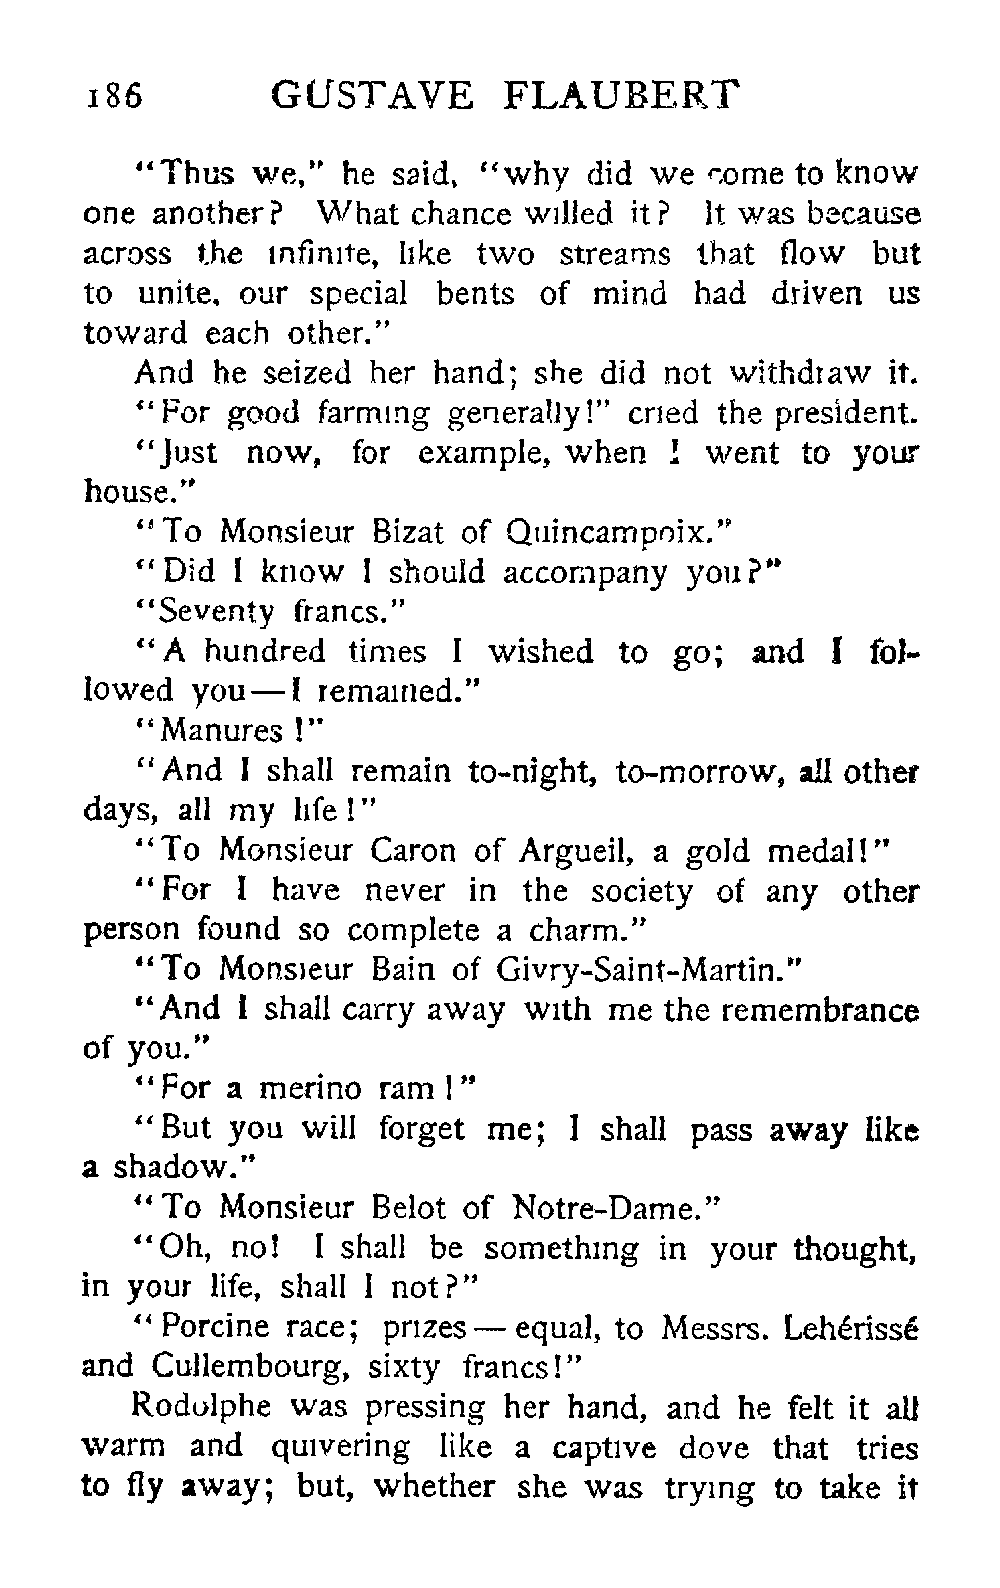 186 GUSTAVE FLAUBERT
"Thus we," he said, "why did we come to know
one another? What chance willed it? It was because
across the infinite, like two streams that flow but
to unite, our special bents of mind had driven us
toward each other."
And he seized her hand; she did not withdraw it.
"For good farming generally!" cried the president.
"Just now, for example, when I went to your
house."
"To Monsieur Bizat of Quincampoix."
"Did I know I should accompany you?"
"Seventy francs."
"A hundred times I wished to go; and I fol-
lowed you—I remained."
"Manures!"
"And I shall remain to-night, to-morrow, all other
days, all my life!"
"To Monsieur Caron of Argueil, a gold medal!"
"For I have never in the society of any other
person found so complete a charm."
"To Monsieur Bain of Givry-Saint-Martin."
"And I shall carry away with me the remembrance
of you."
"For a merino ram!"
"But you will forget me; I shall pass away like
a shadow."
"To Monsieur Belot of Notre-Dame."
"Oh, no! I shall be something in your thought,
in your life, shall I not?"
"Porcine race; prizes—equal, to Messrs. Lehérissé
and Cullembourg, sixty francs!"
Rodolphe was pressing her hand, and he felt it all
warm and quivering like a captive dove that tries
to fly away; but, whether she was trying to take it